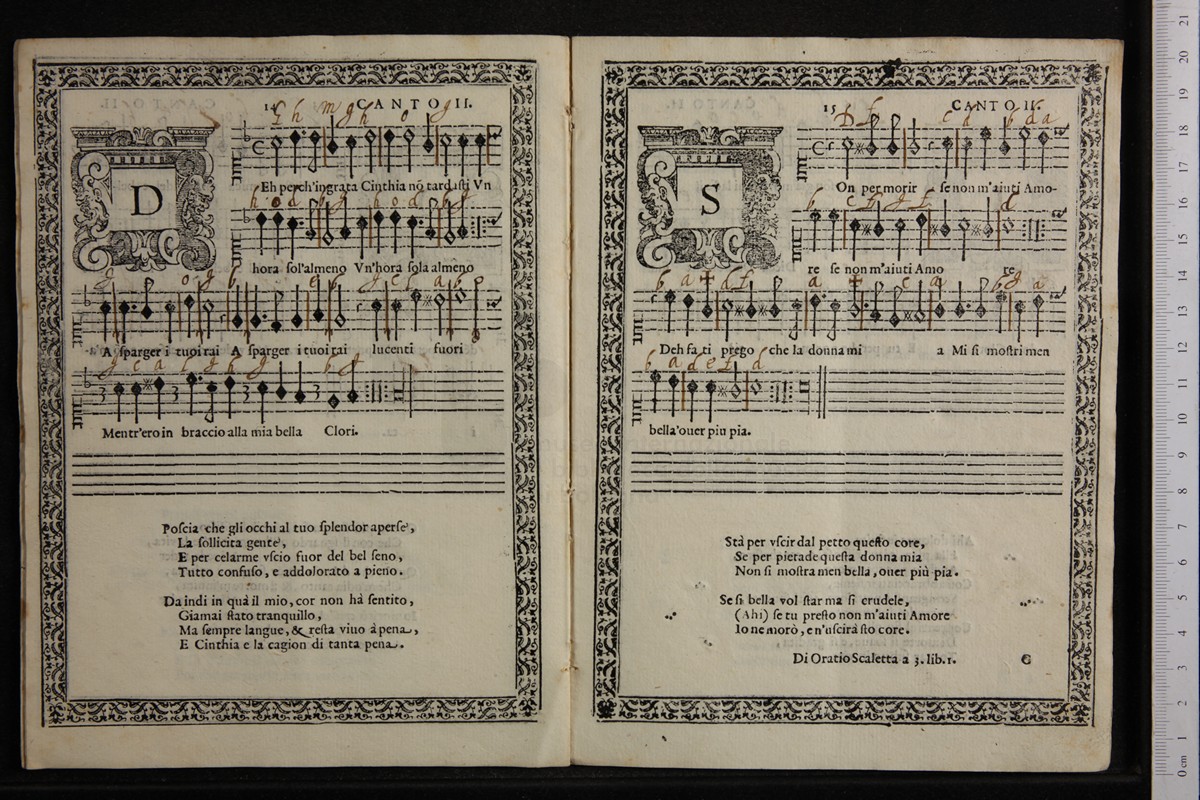 14 CANTO II.
D
Eh perch'ingrata Cinthia nõ tardasti Vn
hora sol'almeno Vn'hora sola almeno
A sparger i tuoi rai A sparger i tuoi rai lucenti fuori
Mentr'ero in braccio alla mia bella Clori.
Poscia che gli occhi al tuo splendor aperse,
La sollicita gente,
E per celarme vscio fuor del bel seno,
Tutto confuso, e addolorato a pieno.
Da indi in quà il mio, cor non hà sentito,
Giamai stato tranquillo,
Ma sempre langue, & resta viuo à pena,
E Cinthia e la cagion di tanta pena.
15 CANTO II.
S
On per morir se non m'aiuti Amo-
re se non m'aiuti Amo re
Deh fa ti prego che la donna mi a Mi si mostri men
bella'ouer piu pia.
Stà per vscir dal petto questo core,
Se per pietade questa donna mia
Non si mostra men bella, ouer più pia.
Se sì bella vol star ma sì crudele,
(Ahi) se tu presto non m'aiuti Amore
Io ne morò, e n'uscirà sto core.
Di Oratio Scaletta a 3. lib. 1. C